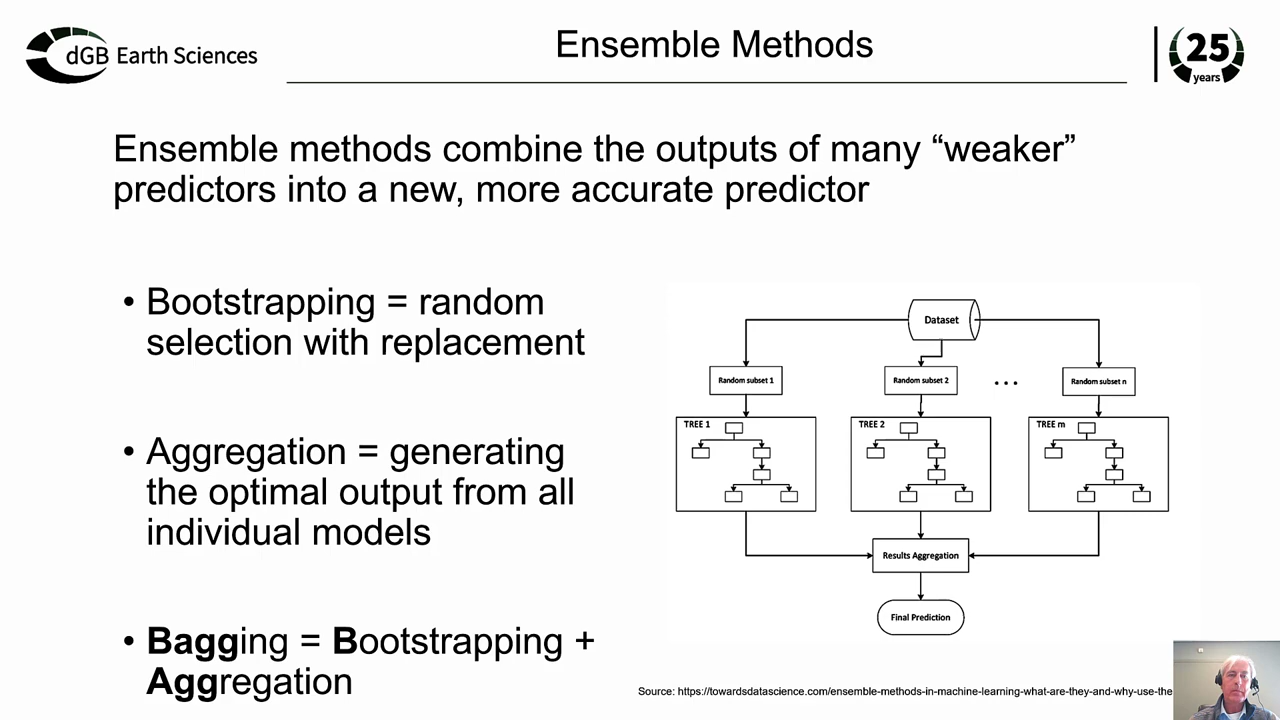 dGB Earth Sciences
Ensemble Methods
25
years
Ensemble methods combine the outputs of many “weaker”
predictors into a new, more accurate predictor
• Bootstrapping = random
selection with replacement
• Aggregation = generating
the optimal output from all
individual models
• Bagging = Bootstrapping +
Aggregation
Dataset
Random subset 1
Random subset 2
...
Random subset n
TREE 1
TREE 2
TREE m
Results Aggregation
Final Prediction
Source: https://towardsdatascience.com/ensemble-methods-in-machine-learning-what-are-they-and-why-use-the